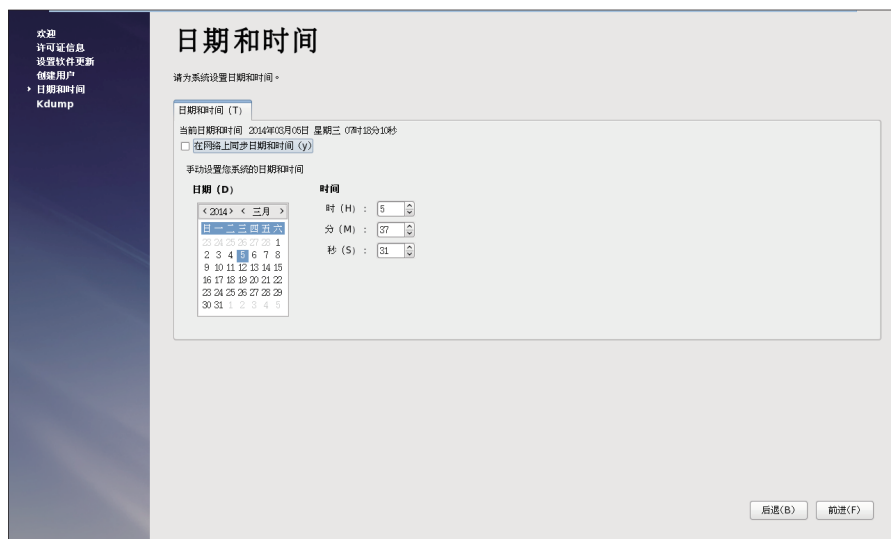 欢迎
许可证信息
设置软件更新
创建用户
日期和时间
Kdump
日期和时间
请为系统设置日期和时间。
日期和时间 (T)
当前日期和时间 2014年03月05日 星期三 07时18分10秒
在网络上同步日期和时间 (y)
手动设置您系统的日期和时间
日期 (D)
时间
< 2014 > < 三月 >
时 (H) : 5
日 一 二 三 四 五 六
分 (M) : 37
23 24 25 26 27 28 1
秒 (S) : 31
2 3 4 5 6 7 8
9 10 11 12 13 14 15
16 17 18 19 20 21 22
23 24 25 26 27 28 29
30 31 1 2 3 4 5
后退(B)
前进(F)